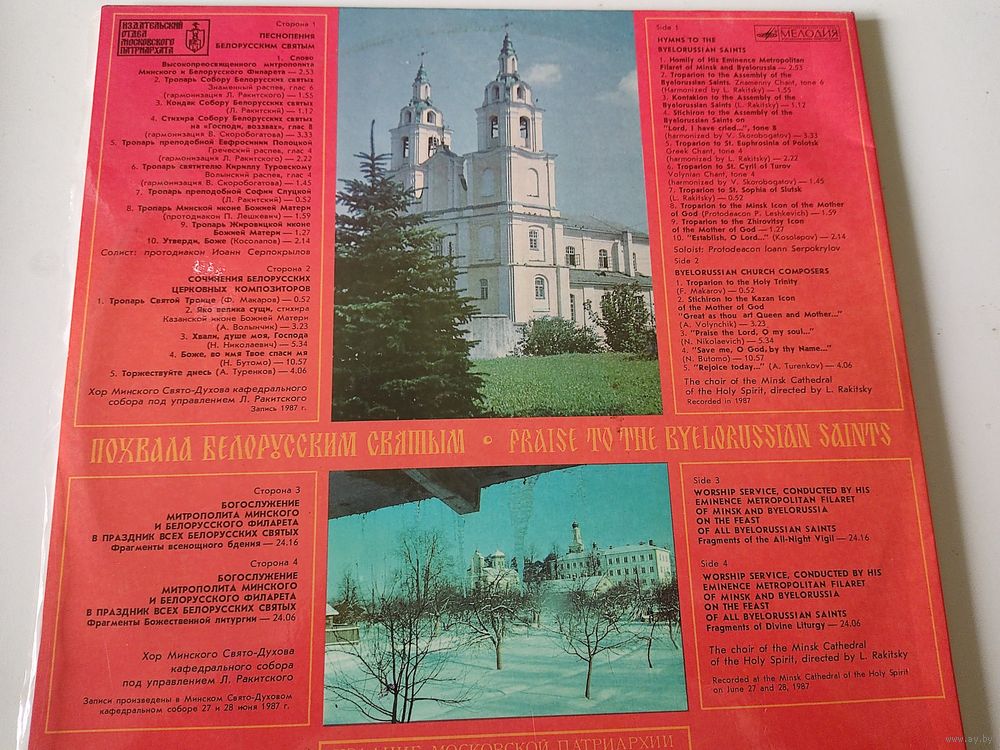 ИЗДАТЕЛЬСКИЙ
ОТДЕЛ
МОСКОВСКОГО
ПАТРИАРХАТА
Сторона 1
ПЕСНОПЕНИЯ
БЕЛОРУССКИМ СВЯТЫМ
1. Слово
Высокопреосвященного митрополита
Минского и Белорусского Филарета — 2.53
2. Тропарь Собору Белорусских святых
Знаменный распев, глас 6
(гармонизация Л. Ракитского) — 1.55
3. Кондак Собору Белорусских святых
(Л. Ракитский) — 1.12
4. Стихира Собору Белорусских святых
на «Господи, воззвах», глас 8
(гармонизация В. Скоробогатова) — 3.33
5. Тропарь преподобной Евфросинии Полоцкой
Греческий распев, глас 4
(гармонизация Л. Ракитского) — 2.22
6. Тропарь святителю Кириллу Туровскому
Волынский распев, глас 4
(гармонизация В. Скоробогатова) — 1.45
7. Тропарь преподобной Софии Слуцкой
(Л. Ракитский) — 0.52
8. Тропарь Минской иконе Божией Матери
(протодиакон П. Лешкевич) — 1.59
9. Тропарь Жировицкой иконе
Божией Матери — 1.27
10. Утверди, Боже (Косолапов) — 2.14
Солист: протодиакон Иоанн Серпокрылов
Сторона 2
СОЧИНЕНИЯ БЕЛОРУССКИХ
ЦЕРКОВНЫХ КОМПОЗИТОРОВ
1. Тропарь Святой Троице (Ф. Макаров) — 0.52
2. Яко велика сущи, стихира
Казанской иконе Божией Матери
(А. Волынчик) — 3.23
3. Хвали, душе моя, Господа
(Н. Николаевич) — 5.34
4. Боже, во имя Твое спаси мя
(Н. Бутомо) — 10.57
5. Торжествуйте днесь (А. Туренков) — 4.06
Хор Минского Свято-Духова кафедрального
собора под управлением Л. Ракитского
Запись 1987 г.
Side 1
МЕЛОДИЯ
HYMNS TO THE
BYELORUSSIAN SAINTS
1. Homily of His Eminence Metropolitan
Filaret of Minsk and Byelorussia — 2.53
2. Troparion to the Assembly of the
Byelorussian Saints. Znamenny Chant, tone 6
(Harmonized by L. Rakitsky) — 1.55
3. Kontakion to the Assembly of the
Byelorussian Saints (L. Rakitsky) — 1.12
4. Stichiron to the Assembly of the
Byelorussian Saints on
"Lord, I have cried...", tone 8
(harmonized by V. Skorobogatov) — 3.33
5. Troparion to St. Euphrosinia of Polotsk
Greek Chant, tone 4
(harmonized by L. Rakitsky) — 2.22
6. Troparion to St. Cyril of Turov
Volynian Chant, tone 4
(harmonized by V. Skorobogatov) — 1.45
7. Troparion to St. Sophia of Slutsk
(L. Rakitsky) — 0.52
8. Troparion to the Minsk Icon of the Mother
of God (Protodeacon P. Leshkevich) — 1.59
9. Troparion to the Zhirovitsy Icon
of the Mother of God — 1.27
10. "Establish, O Lord..." (Kosolapov) — 2.14
Soloist: Protodeacon Ioann Serpokrylov
Side 2
BYELORUSSIAN CHURCH COMPOSERS
1. Troparion to the Holy Trinity
(F. Makarov) — 0.52
2. Stichiron to the Kazan Icon
of the Mother of God
"Great as thou art Queen and Mother..."
(A. Volynchik) — 3.23
3. "Praise the Lord, O my soul..."
(N. Nikolaevich) — 5.34
4. "Save me, O God, by thy Name..."
(N. Butomo) — 10.57
5. "Rejoice today..." (A. Turenkov) — 4.06
The choir of the Minsk Cathedral
of the Holy Spirit, directed by L. Rakitsky
Recorded in 1987
ПОХВАЛА БЕЛОРУССКИМ СВЯТЫМ • PRAISE TO THE BYELORUSSIAN SAINTS
Сторона 3
БОГОСЛУЖЕНИЕ
МИТРОПОЛИТА МИНСКОГО
И БЕЛОРУССКОГО ФИЛАРЕТА
В ПРАЗДНИК ВСЕХ БЕЛОРУССКИХ СВЯТЫХ
Фрагменты всенощного бдения — 24.16
Сторона 4
БОГОСЛУЖЕНИЕ
МИТРОПОЛИТА МИНСКОГО
И БЕЛОРУССКОГО ФИЛАРЕТА
В ПРАЗДНИК ВСЕХ БЕЛОРУССКИХ СВЯТЫХ
Фрагменты Божественной литургии — 24.06
Хор Минского Свято-Духова
кафедрального собора
под управлением Л. Ракитского
Записи произведены в Минском Свято-Духовом
кафедральном соборе 27 и 28 июня 1987 г.
Side 3
WORSHIP SERVICE, CONDUCTED BY HIS
EMINENCE METROPOLITAN FILARET
OF MINSK AND BYELORUSSIA
ON THE FEAST
OF ALL BYELORUSSIAN SAINTS
Fragments of the All-Night Vigil — 24.16
Side 4
WORSHIP SERVICE, CONDUCTED BY HIS
EMINENCE METROPOLITAN FILARET
OF MINSK AND BYELORUSSIA
ON THE FEAST
OF ALL BYELORUSSIAN SAINTS
Fragments of Divine Liturgy — 24.06
The choir of the Minsk Cathedral
of the Holy Spirit, directed by L. Rakitsky
Recorded at the Minsk Cathedral of the Holy Spirit
on June 27 and 28, 1987
ИЗДАНИЕ МОСКОВСКОЙ ПАТРИАРХИИ
www.ay.by